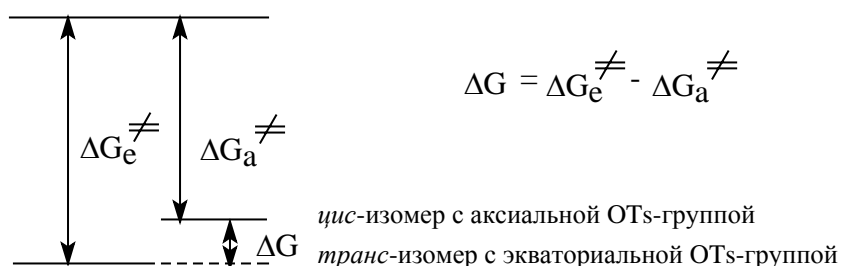 ΔG = ΔGe≠ - ΔGa≠
ΔGe≠ ΔGa≠
цис-изомер с аксиальной OTs-группой
ΔG транс-изомер с экваториальной OTs-группой